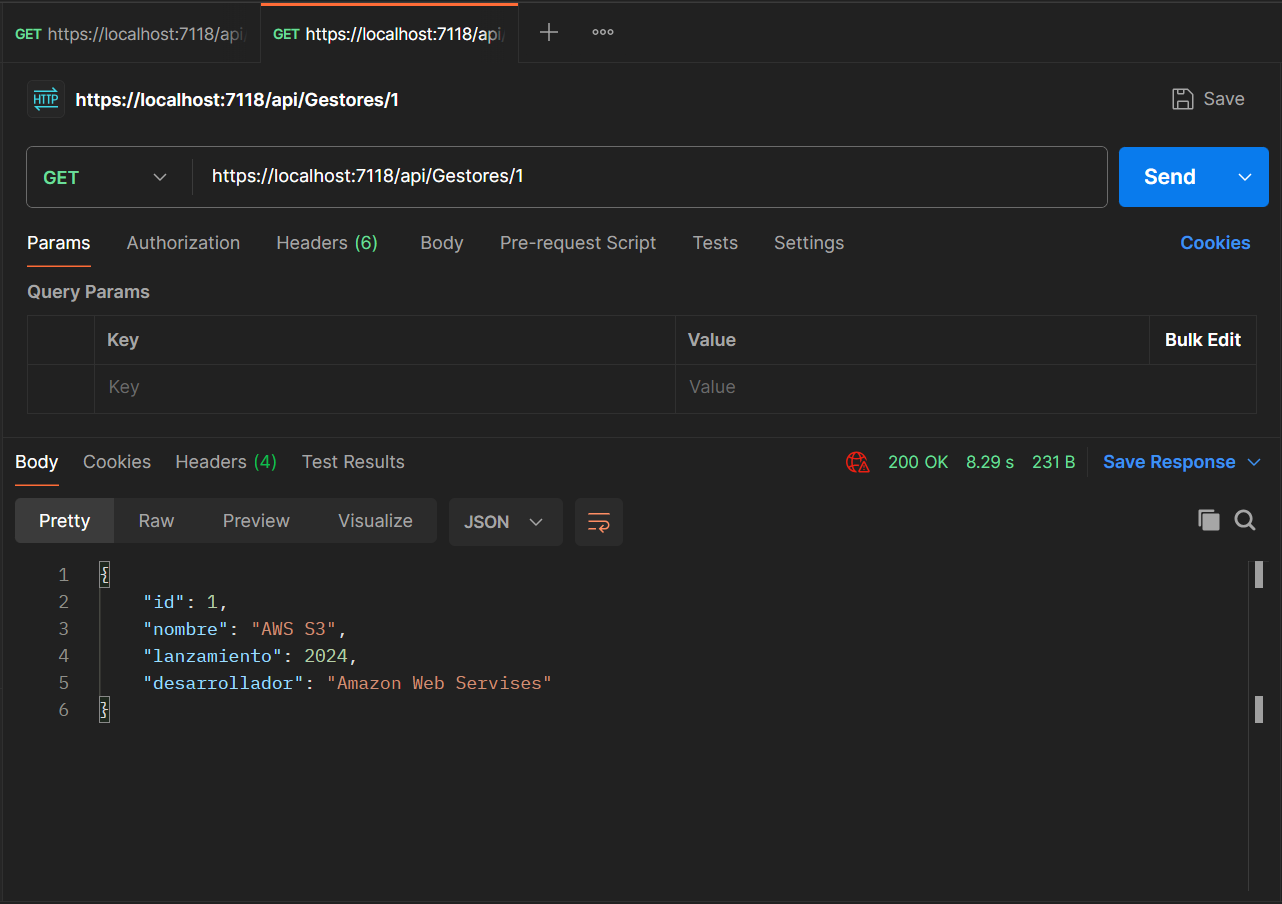 GET https://localhost:7118/api/ GET https://localhost:7118/api/
HTTP https://localhost:7118/api/Gestores/1 Save
GET https://localhost:7118/api/Gestores/1 Send
Params Authorization Headers (6) Body Pre-request Script Tests Settings Cookies
Query Params
Key Value Bulk Edit
Key Value
Body Cookies Headers (4) Test Results 200 OK 8.29 s 231 B Save Response
Pretty Raw Preview Visualize JSON
1 {
2 "id": 1,
3 "nombre": "AWS S3",
4 "lanzamiento": 2024,
5 "desarrollador": "Amazon Web Servises"
6 }